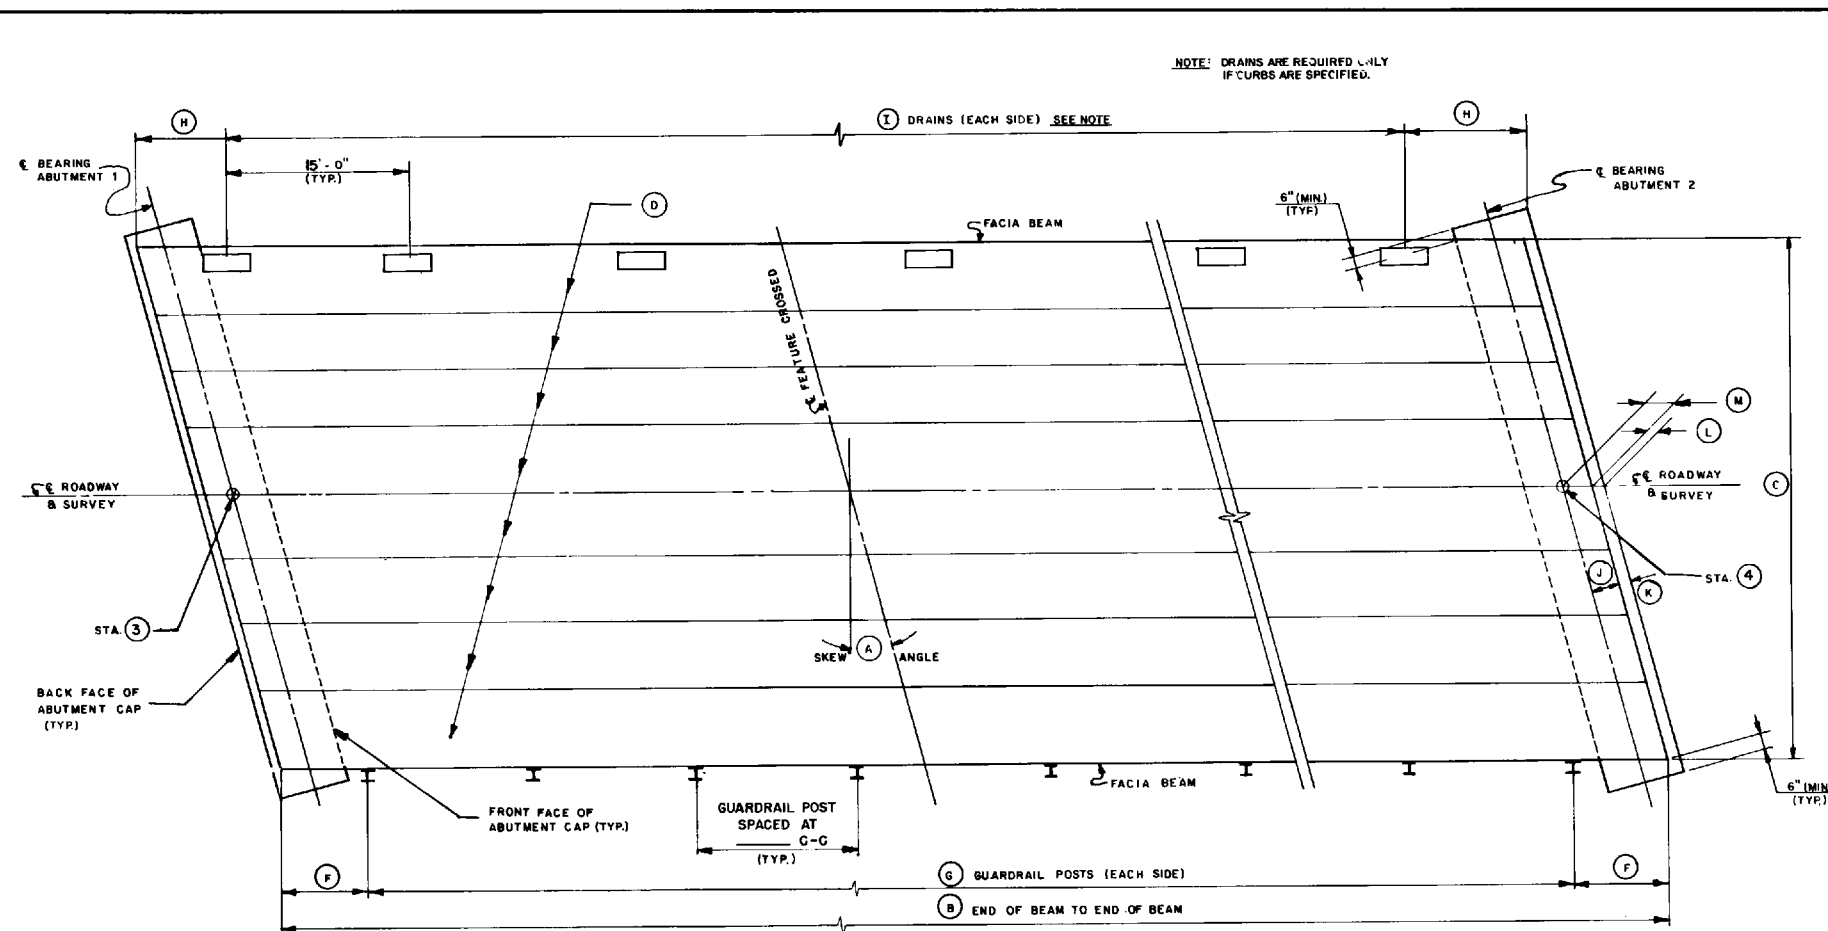 NOTE: DRAINS ARE REQUIRED ONLY
IF CURBS ARE SPECIFIED.
H
I DRAINS (EACH SIDE) SEE NOTE
H
℄ BEARING
ABUTMENT 1
15'-0"
(TYP.)
D
6" (MIN.)
(TYP.)
℄ BEARING
ABUTMENT 2
FACIA BEAM
℄ FEATURE CROSSED
M
L
℄ ROADWAY
& SURVEY
℄ ROADWAY
& SURVEY
C
J
K
STA. 4
STA. 3
SKEW A ANGLE
BACK FACE OF
ABUTMENT CAP
(TYP.)
FACIA BEAM
6" (MIN
(TYP.)
FRONT FACE OF
ABUTMENT CAP (TYP.)
GUARDRAIL POST
SPACED AT
_____ C-C
(TYP.)
F
G GUARDRAIL POSTS (EACH SIDE)
F
B END OF BEAM TO END OF BEAM